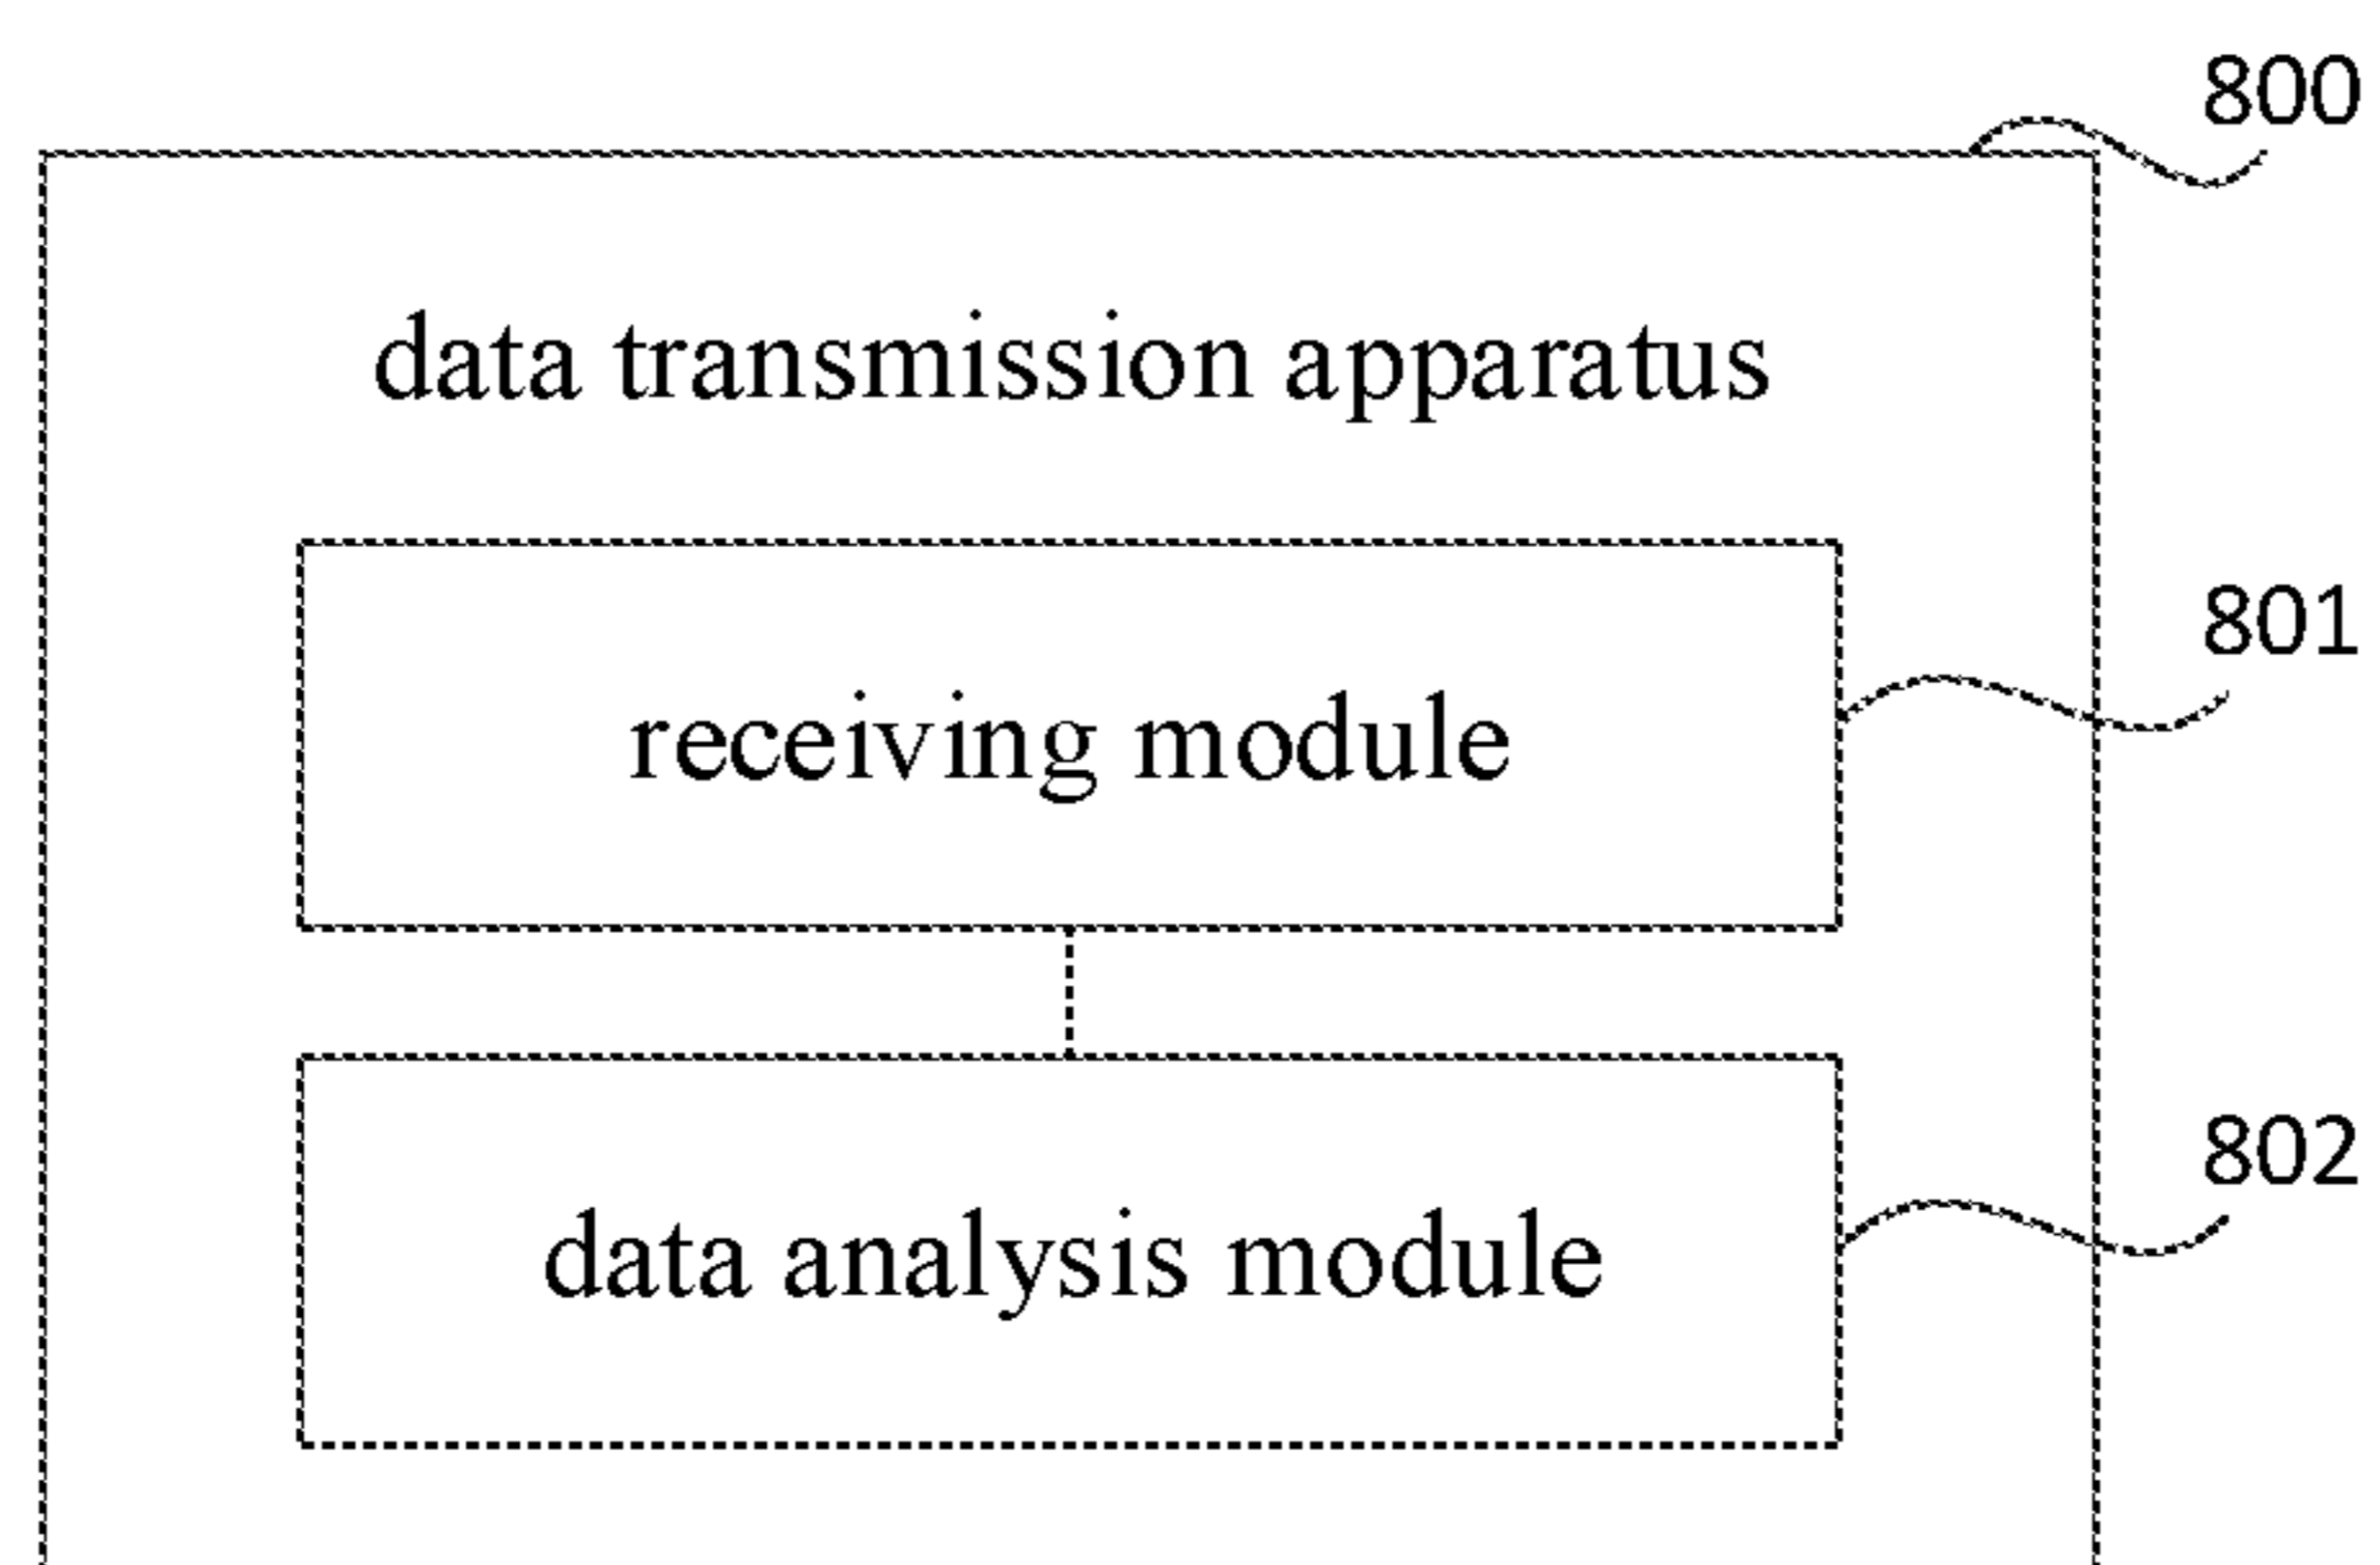 800
data transmission apparatus
801
receiving module
802
data analysis module